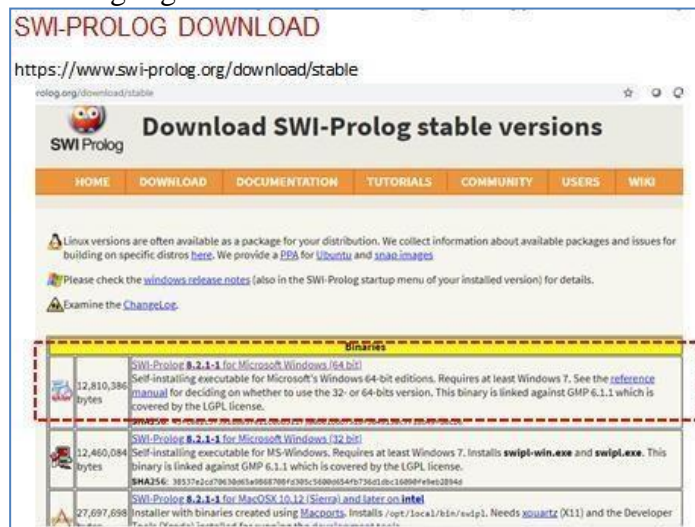 SWI-PROLOG DOWNLOAD
https://www.swi-prolog.org/download/stable
rolog.org/download/stable
SWI Prolog
Download SWI-Prolog stable versions
HOME DOWNLOAD DOCUMENTATION TUTORIALS COMMUNITY USERS WIKI
Linux versions are often available as a package for your distribution. We collect information about available packages and issues for
building on specific distros here. We provide a PPA for Ubuntu and snap images
Please check the windows release notes (also in the SWI-Prolog startup menu of your installed version) for details.
Examine the ChangeLog.
Binaries
12,810,386 bytes
SWI-Prolog 8.2.1-1 for Microsoft Windows (64 bit)
Self-installing executable for Microsoft's Windows 64-bit editions. Requires at least Windows 7. See the reference
manual for deciding on whether to use the 32- or 64-bits version. This binary is linked against GMP 6.1.1 which is
covered by the LGPL license.
SHA256:
12,460,084 bytes
SWI-Prolog 8.2.1-1 for Microsoft Windows (32 bit)
Self-installing executable for MS-Windows. Requires at least Windows 7. Installs swipl-win.exe and swipl.exe. This
binary is linked against GMP 6.1.1 which is covered by the LGPL license.
SHA256:
27,697,698
SWI-Prolog 8.2.1-1 for MacOSX 10.12 (Sierra) and later on intel
Installer with binaries created using Macports. Installs /opt/local/bin/swipl. Needs xquartz (X11) and the Developer